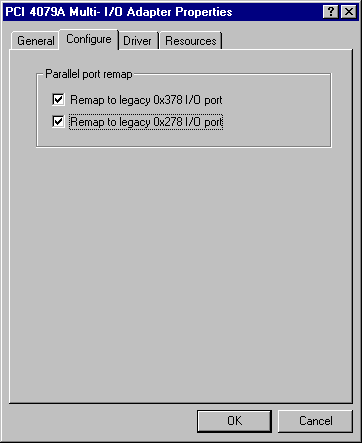 PCI 4079A Multi- I/O Adapter Properties
General Configure Driver Resources
Parallel port remap
Remap to legacy 0x378 I/O port
Remap to legacy 0x278 I/O port
OK Cancel